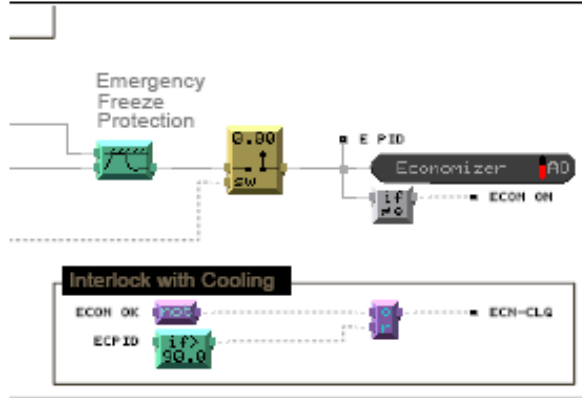 Emergency
Freeze
Protection
0.00
sw
E PID
Economizer AO
if
≠0
ECON ON
Interlock with Cooling
ECON OK not
or
ECN-CLG
ECPID if>
90.0